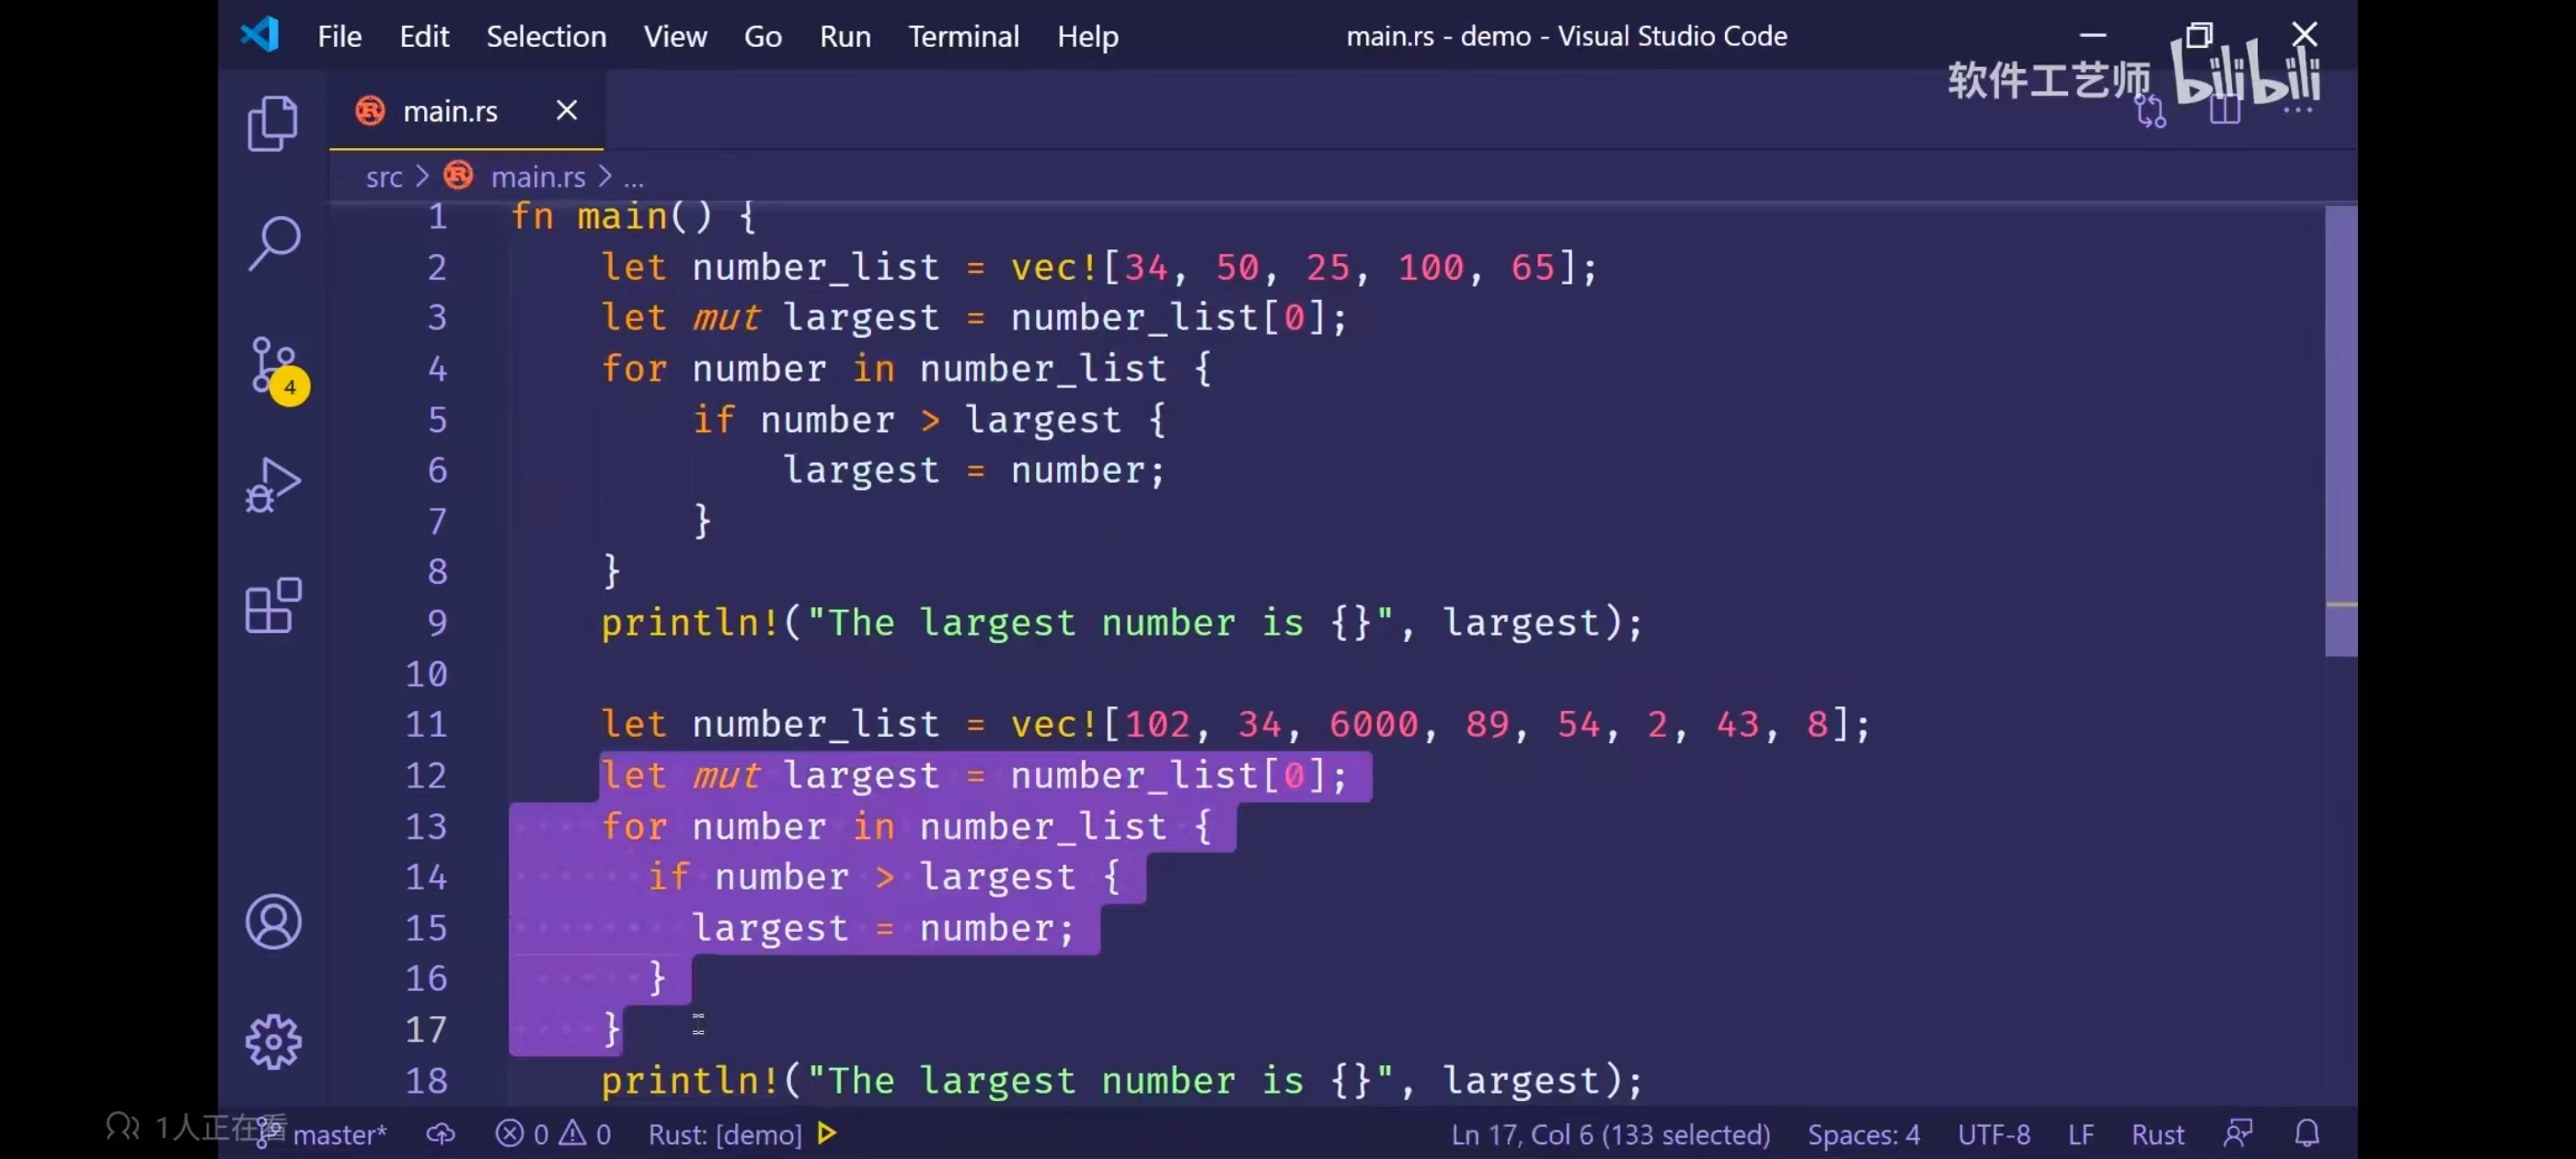 File Edit Selection View Go Run Terminal Help main.rs - demo - Visual Studio Code
软件工艺师 bilibili
main.rs
src > main.rs > ...
1 fn main() {
2 let number_list = vec![34, 50, 25, 100, 65];
3 let mut largest = number_list[0];
4 for number in number_list {
5 if number > largest {
6 largest = number;
7 }
8 }
9 println!("The largest number is {}", largest);
10
11 let number_list = vec![102, 34, 6000, 89, 54, 2, 43, 8];
12 let mut largest = number_list[0];
13 for number in number_list {
14 if number > largest {
15 largest = number;
16 }
17 }
18 println!("The largest number is {}", largest);
4
1人正在看
master* 0 0 Rust: [demo] Ln 17, Col 6 (133 selected) Spaces: 4 UTF-8 LF Rust